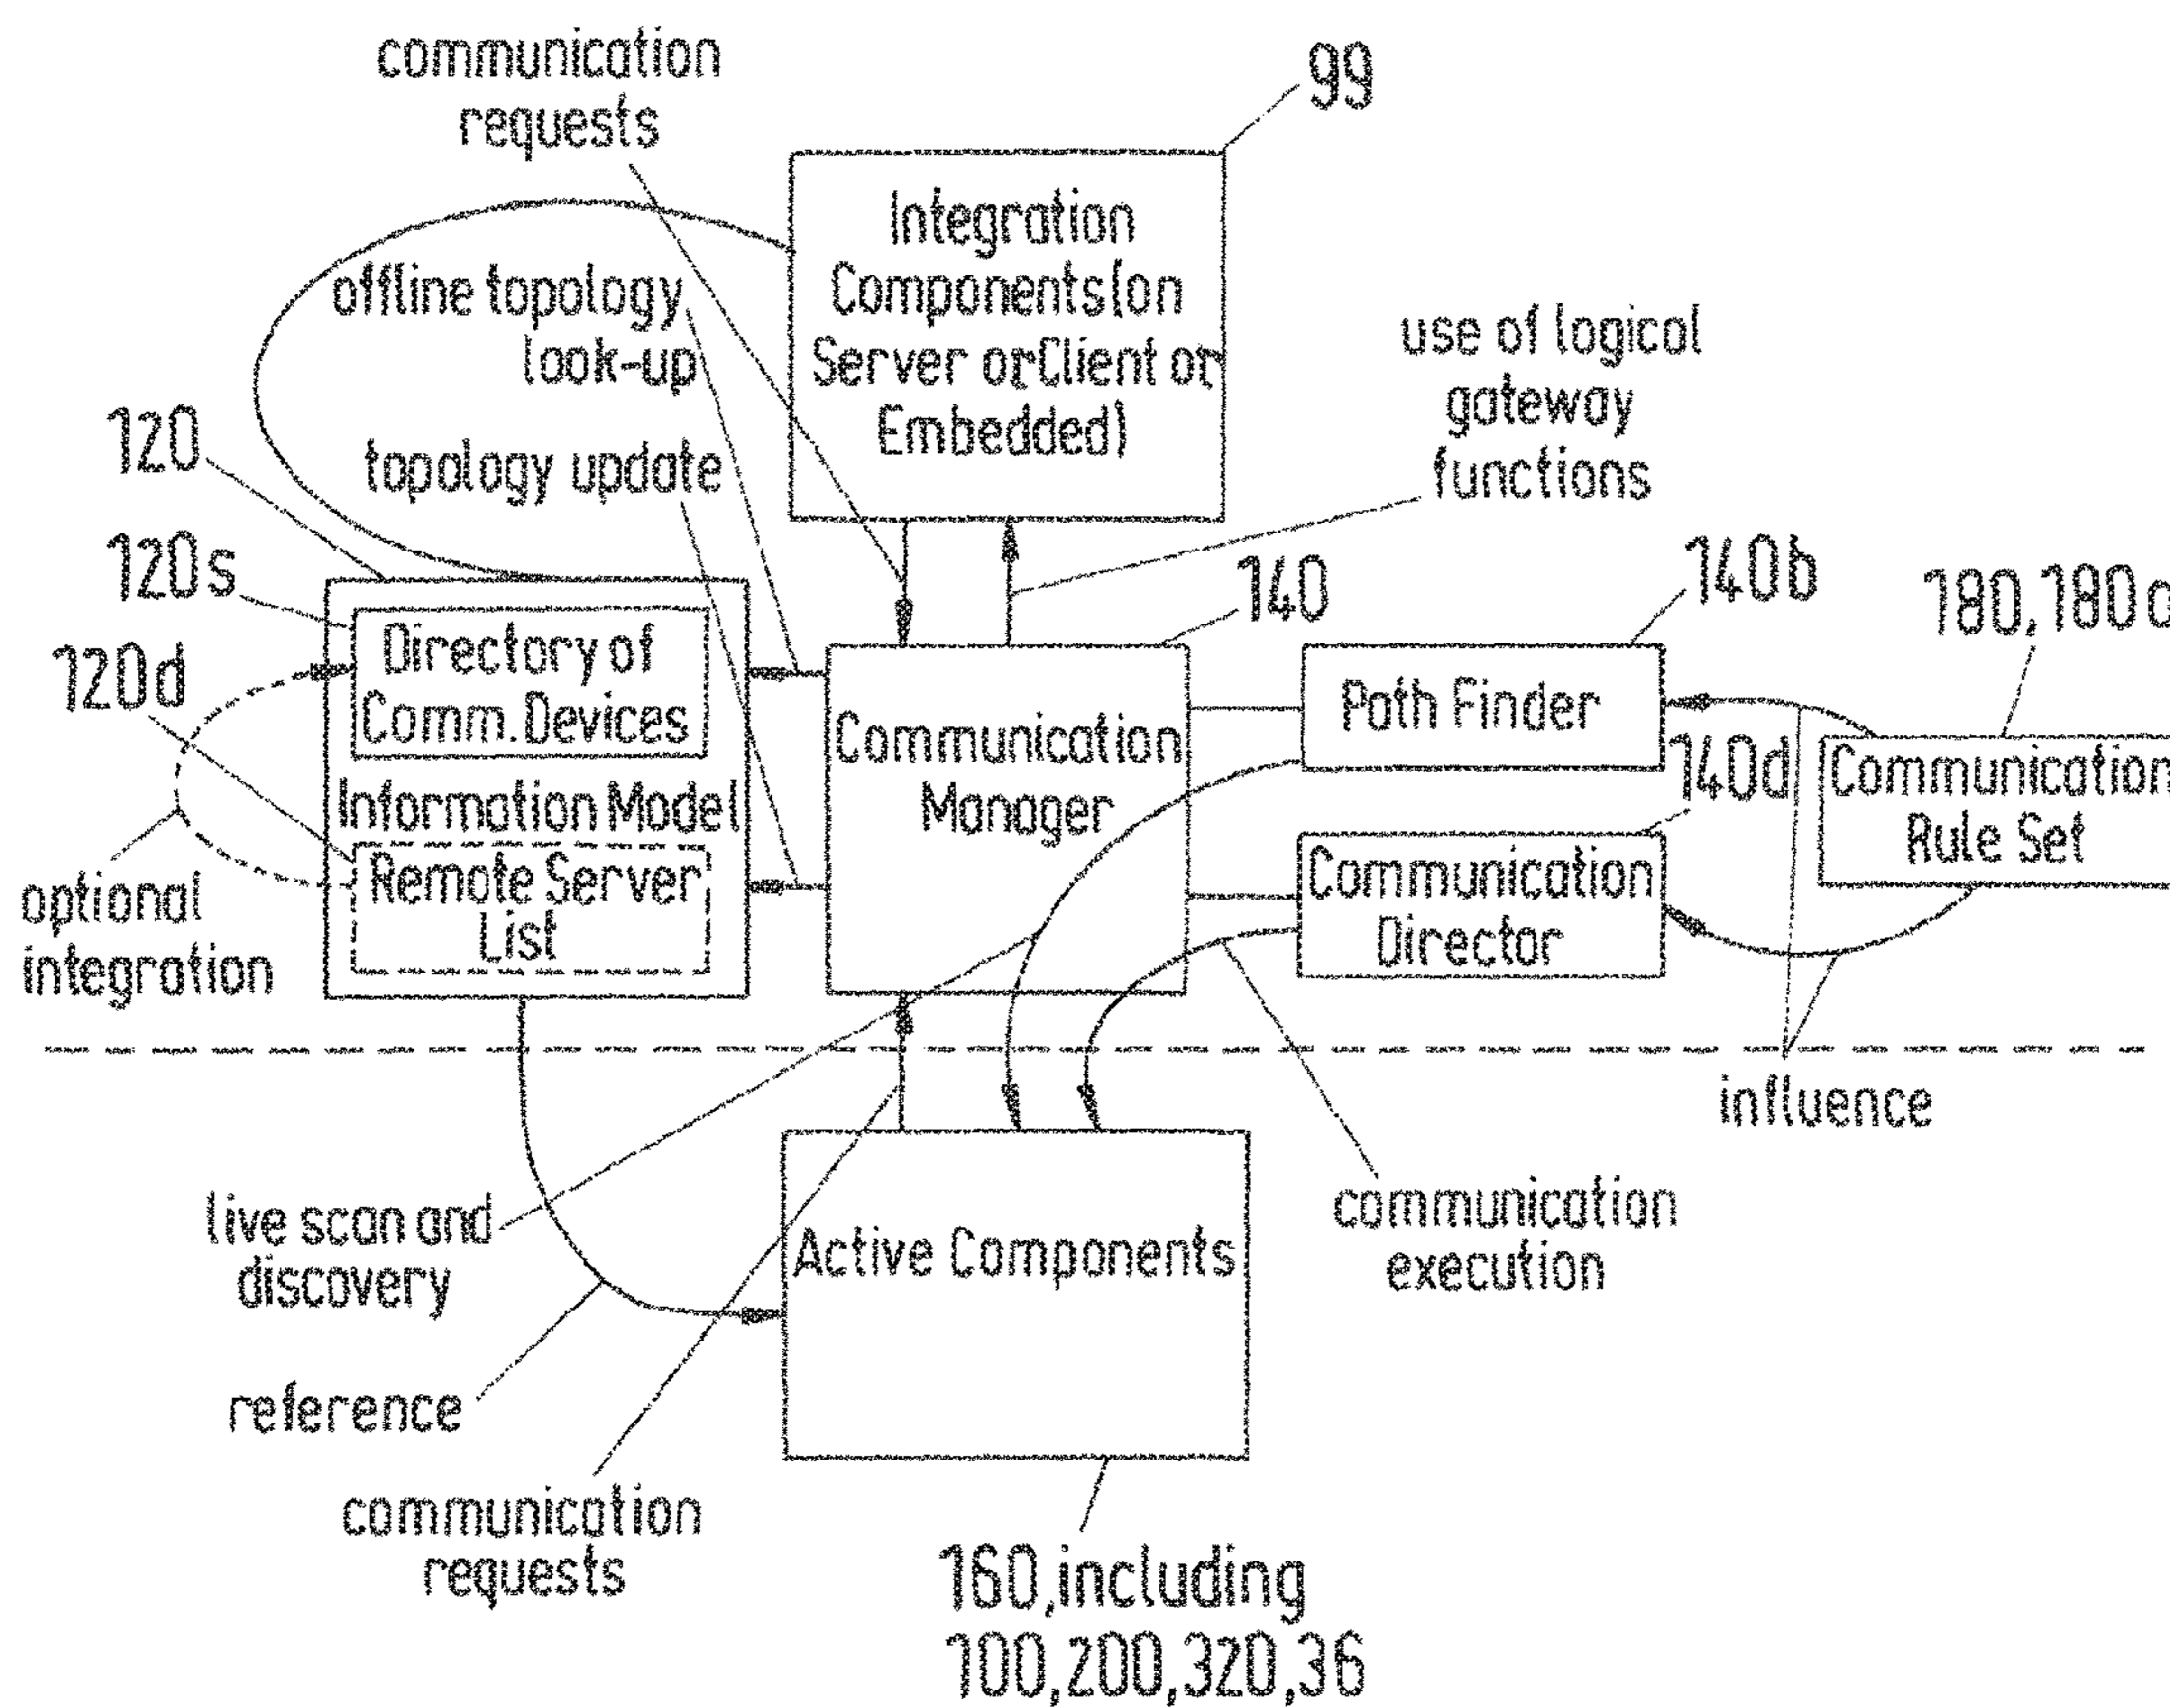 communication
requests
99
Integration
Components(on
Server or Client or
Embedded)
offline topology
look-up
use of logical
gateway
functions
120
topology update
120s
140
140b
180,180a
120d
Directory of
Comm. Devices
Information Model
Remote Server
List
Communication
Manager
Path Finder
140d
Communication
Rule Set
Communication
Director
optional
integration
influence
live scan and
discovery
Active Components
communication
execution
reference
communication
requests
160,including
100,200,320,36